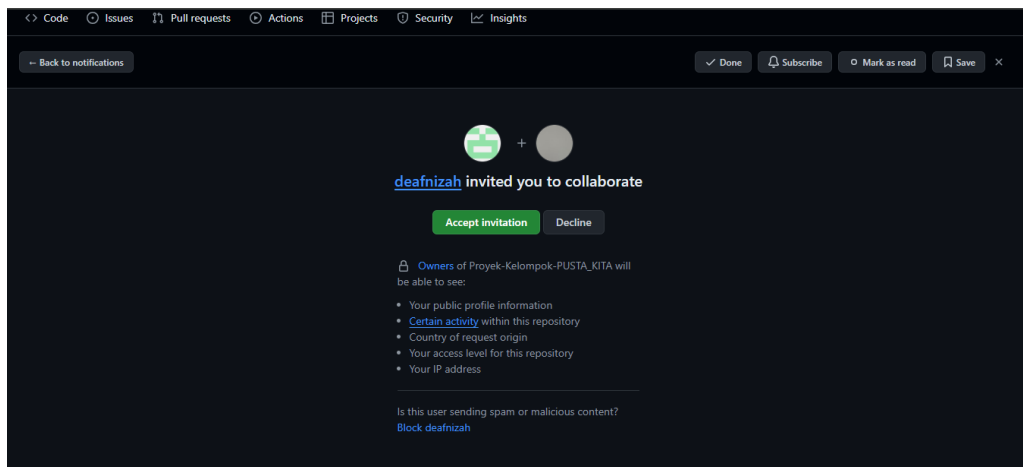 Code Issues Pull requests Actions Projects Security Insights
← Back to notifications Done Subscribe Mark as read Save
deafnizah invited you to collaborate
Accept invitation Decline
Owners of Proyek-Kelompok-PUSTA_KITA will
be able to see:
• Your public profile information
• Certain activity within this repository
• Country of request origin
• Your access level for this repository
• Your IP address
Is this user sending spam or malicious content?
Block deafnizah